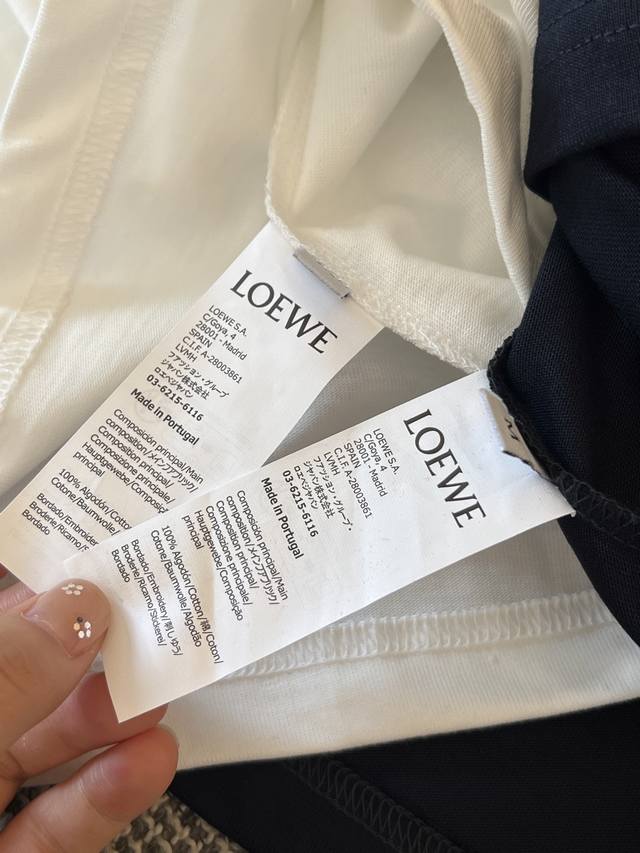 LOEWE
LOEWE S.A.
C/Goya, 4
28001 - Madrid
SPAIN
C.I.F. A-28003861
LVMH
ファッション・グループ
ジャパン株式会社
ロエベジャパン
03-6215-6116
Made in Portugal
Composición principal/Main
composition/メインファブリック/
Composizione principale/
Hauptgewebe/Composição
principal
100% Algodón/Cotton
Cotone/Baumwolle
Bordado/Embroidery
Broderie/Ricamo/S
Bordado
LOEWE
LOEWE S.A.
C/Goya, 4
28001 - Madrid
SPAIN
C.I.F. A-28003861
LVMH
ファッション・グループ・
ジャパン株式会社
ロエベジャパン
03-6215-6116
Made in Portugal
Composición principal/Main
composition/メインファブリック/
Composition principale/
Composizione principale/
Hauptgewebe/Composição
principal
100% Algodón/Cotton/綿/Coton/
Cotone/Baumwolle/Algodão
Bordado/Embroidery/刺しゅう/
Broderie/Ricamo/Stickerei/
Bordado
M